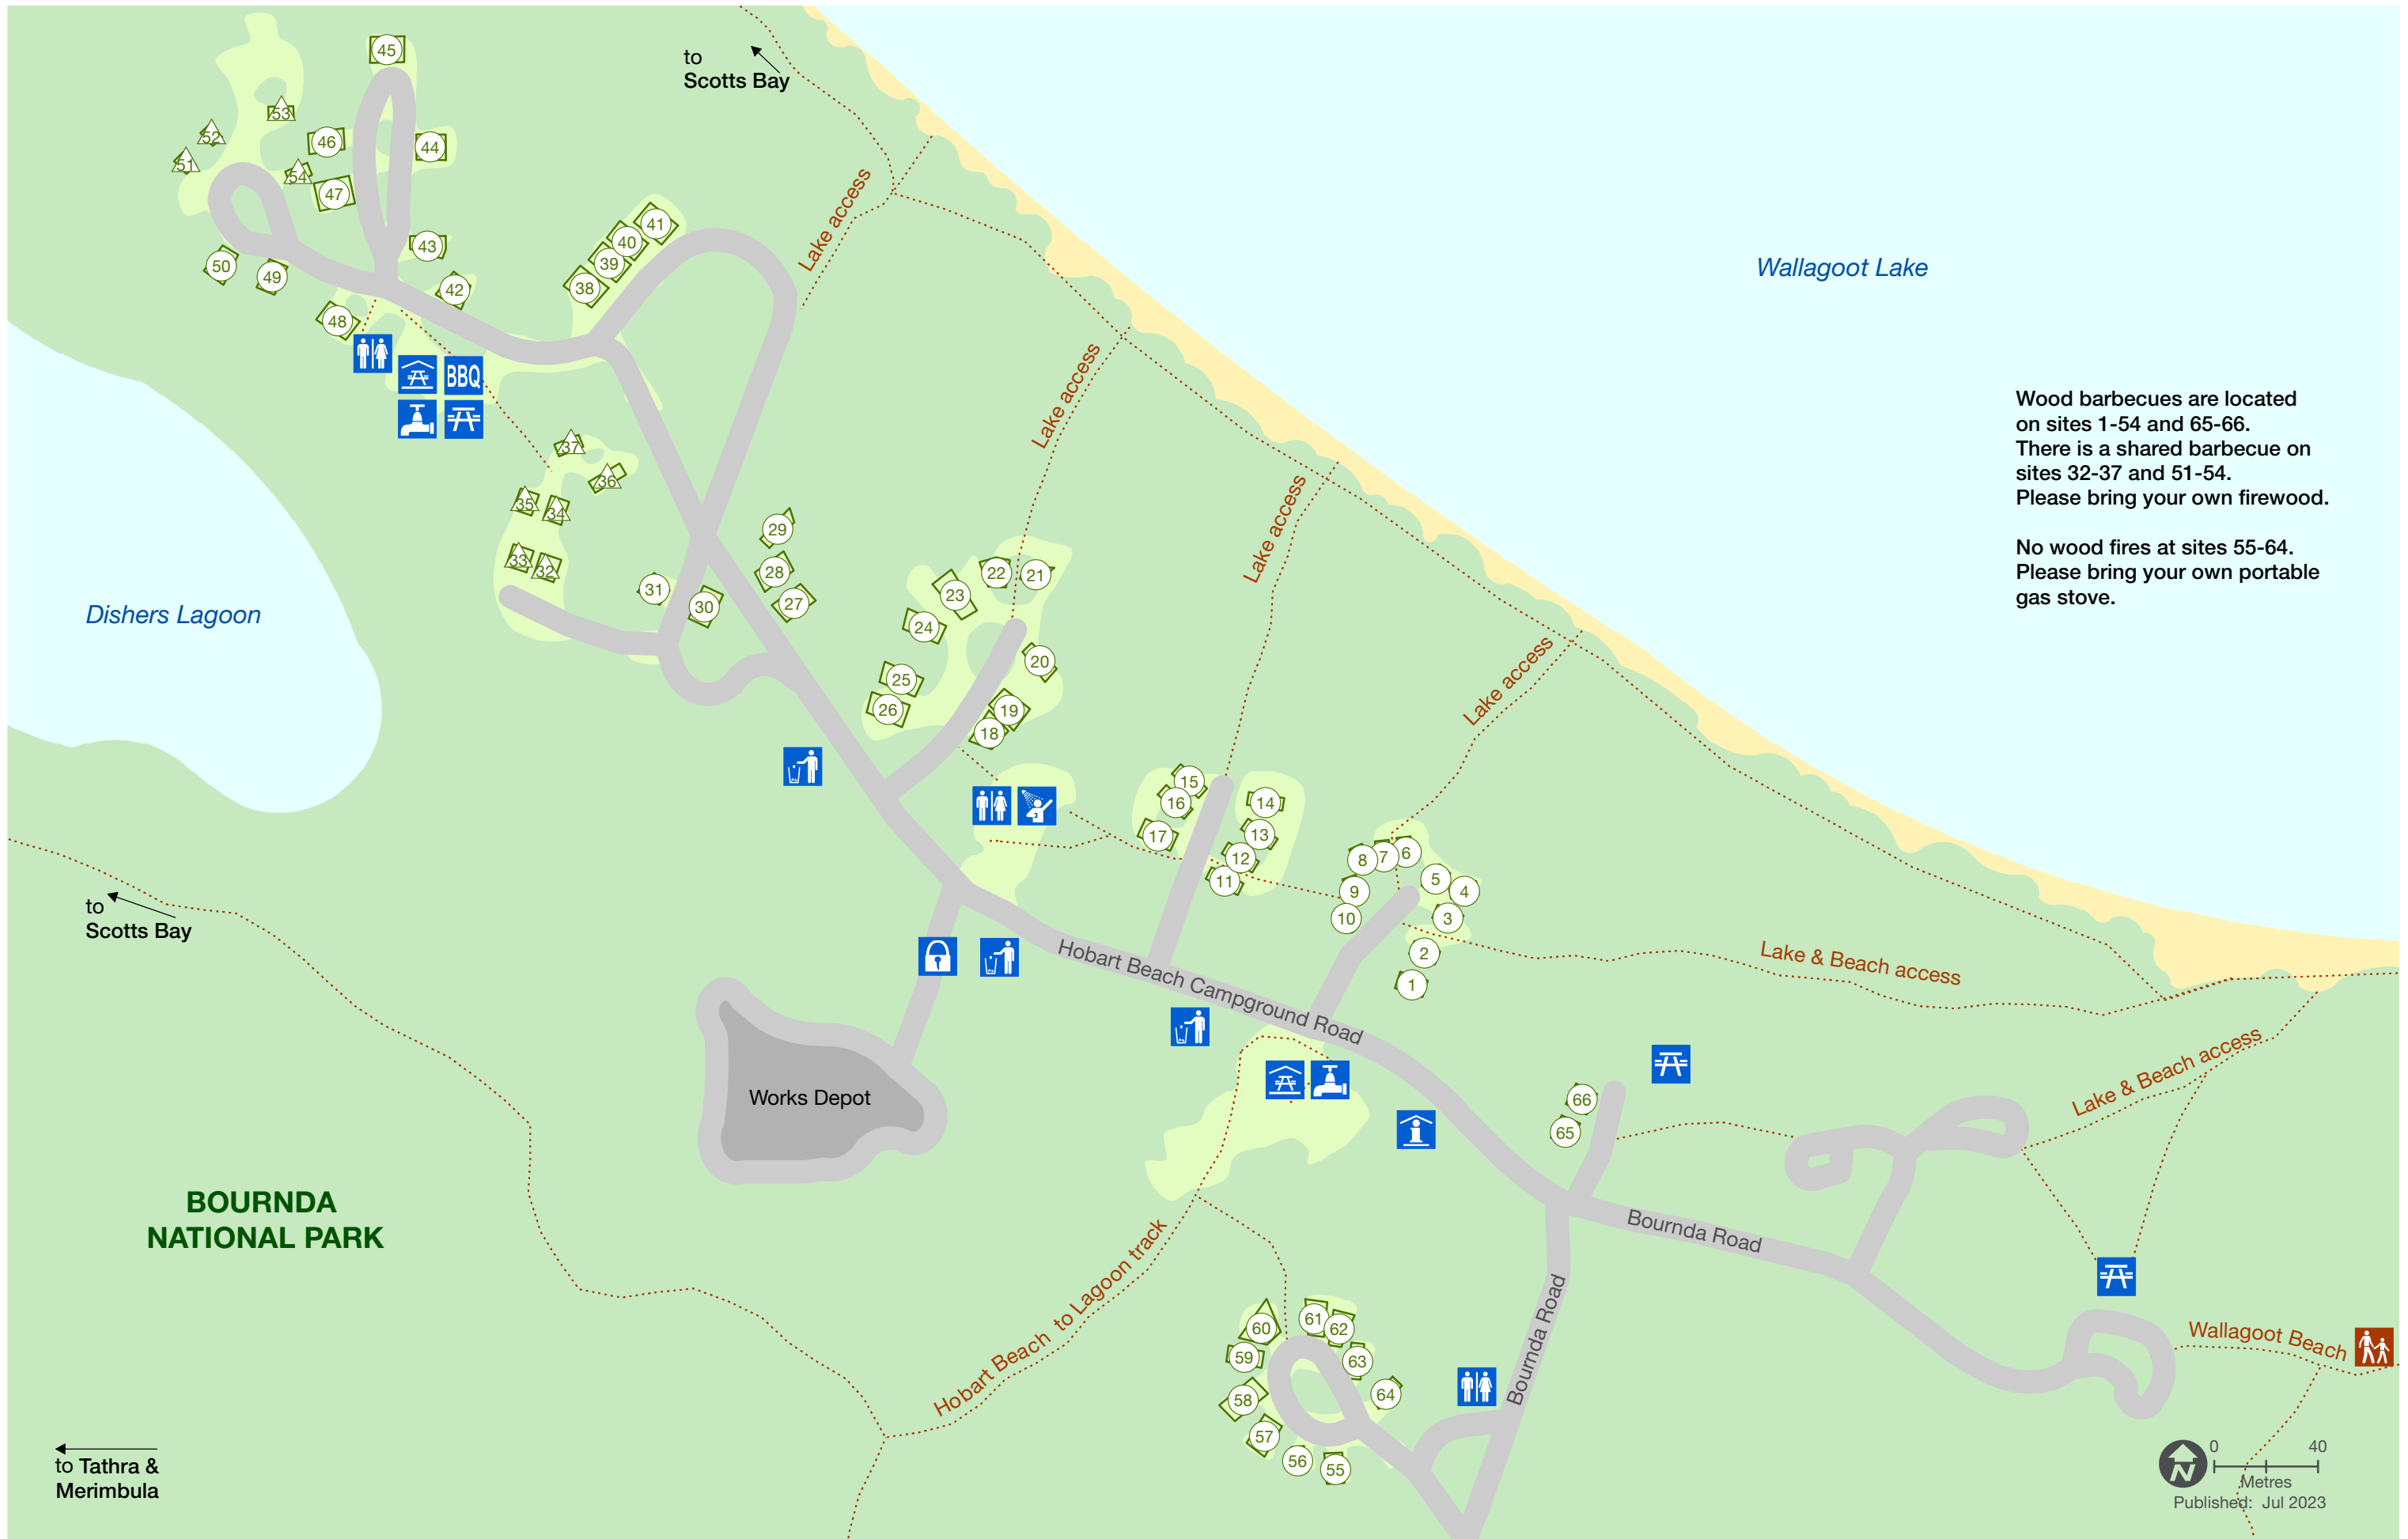 to
Scotts Bay
Wallagoot Lake
Wood barbecues are located
on sites 1-54 and 65-66.
There is a shared barbecue on
sites 32-37 and 51-54.
Please bring your own firewood.
No wood fires at sites 55-64.
Please bring your own portable
gas stove.
45
53
52
51
46
44
54
47
43
50
49
42
48
41
40
39
38
Lake access
BBQ
Lake access
Lake access
Lake access
37
36
35
34
33
32
31
30
29
28
27
Dishers Lagoon
22
21
23
24
20
25
26
19
18
15
16
14
17
13
12
11
8
7
6
5
4
9
10
3
2
1
to
Scotts Bay
Hobart Beach Campground Road
Lake & Beach access
Lake & Beach access
Works Depot
66
65
BOURNDA
NATIONAL PARK
Bournda Road
Bournda Road
Hobart Beach to Lagoon track
60
61
62
59
63
58
64
57
56
55
Wallagoot Beach
to Tathra &
Merimbula
N
0 40
Metres
Published: Jul 2023